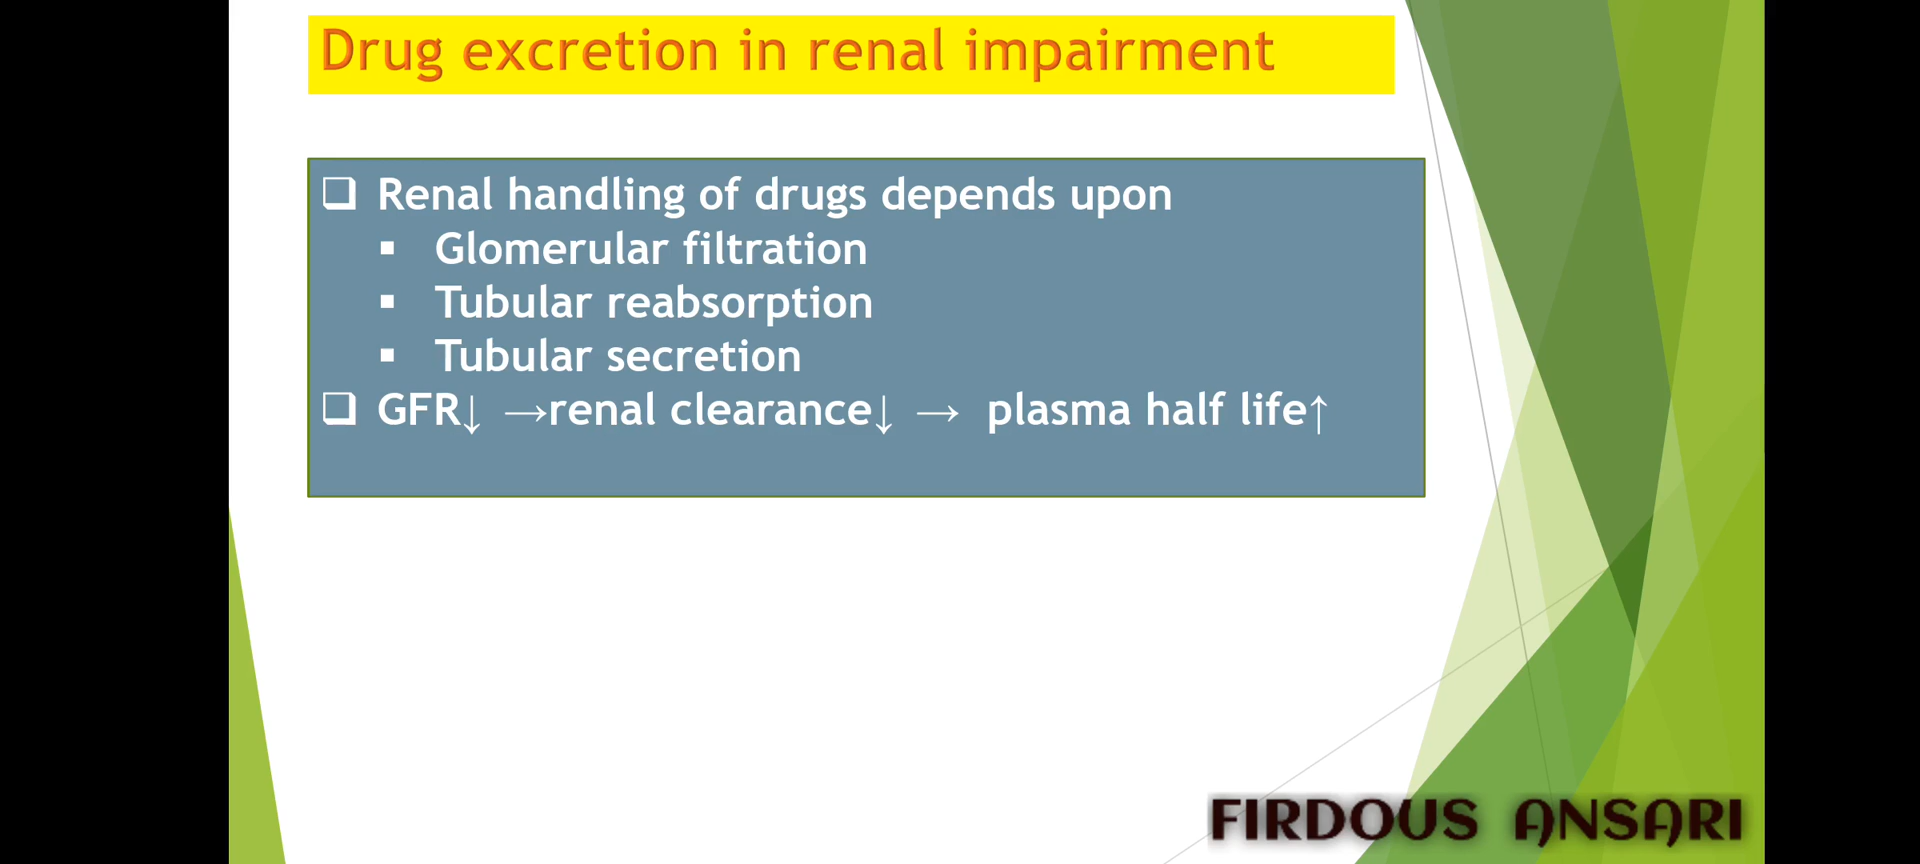 Drug excretion in renal impairment
❑ Renal handling of drugs depends upon
▪ Glomerular filtration
▪ Tubular reabsorption
▪ Tubular secretion
❑ GFR↓ →renal clearance↓ → plasma half life↑
FIRDOUS ANSARI